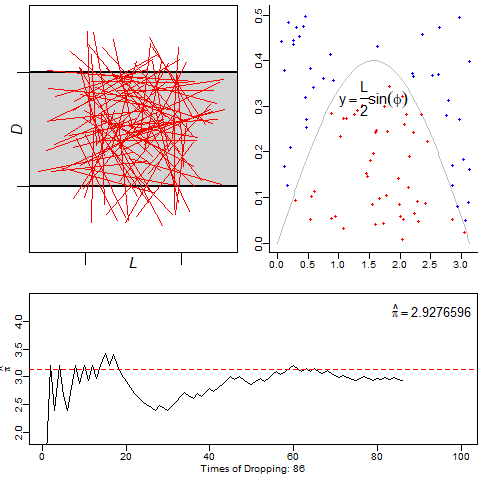 D
L
0.0 0.1 0.2 0.3 0.4 0.5
y = L/2 sin(ϕ)
0.0 0.5 1.0 1.5 2.0 2.5 3.0
π̂ = 2.9276596
π̂
2.0 2.5 3.0 3.5 4.0
0 20 40 60 80 100
Times of Dropping: 86